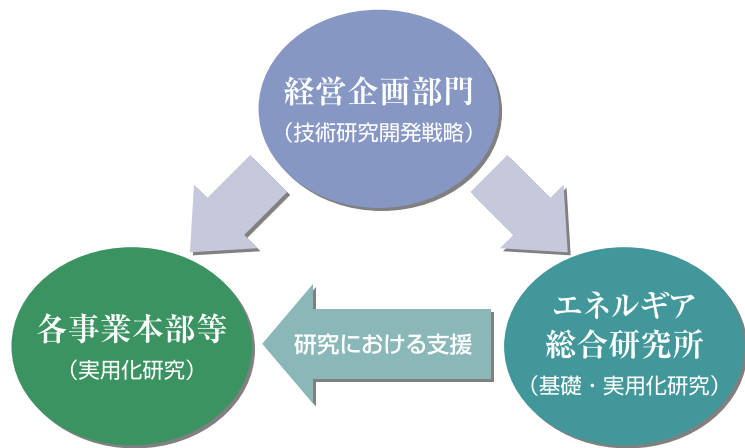 経営企画部門
（技術研究開発戦略）
各事業本部等
（実用化研究）
研究における支援
エネルギア
総合研究所
（基礎・実用化研究）